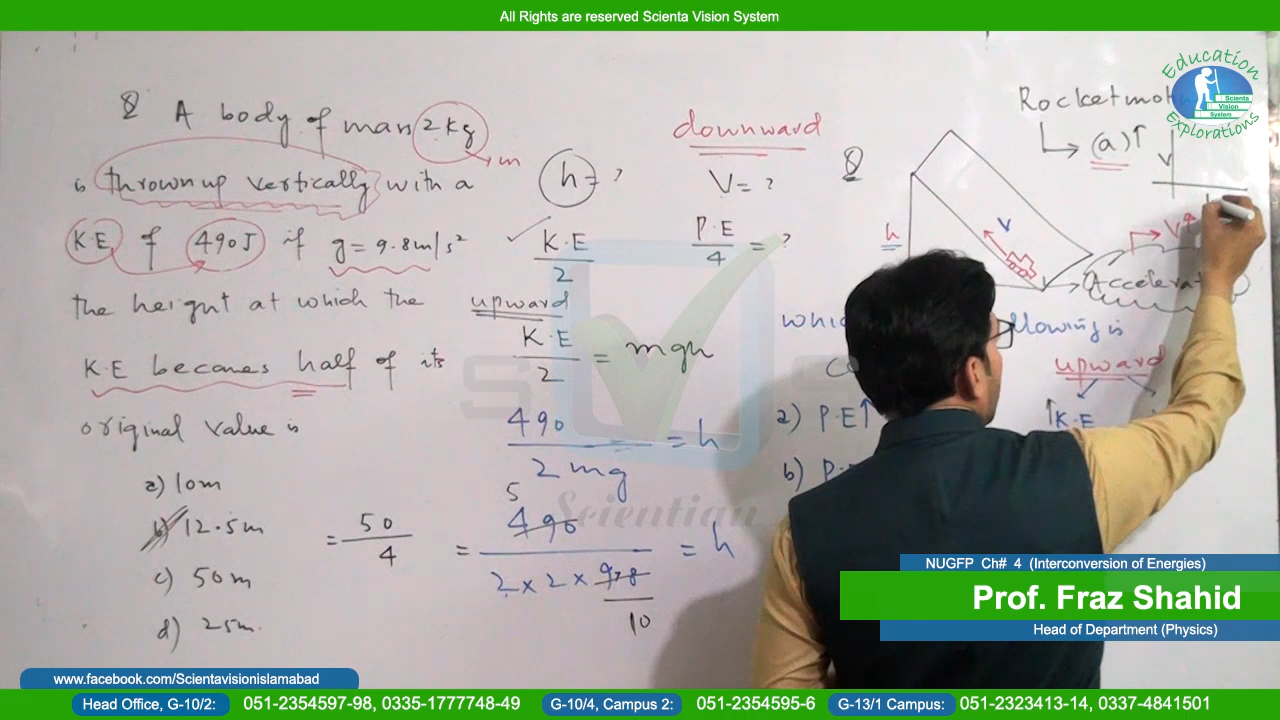 All Rights are reserved Scienta Vision System
Education
Scienta
Vision
System
Explorations
Q A body of mass 2 kg
m
is thrown up vertically with a
K.E of 490J if g = 9.8 m/s²
the height at which the
K.E becomes half of its
original value is
a) 10m
b) 12.5m
c) 50m
d) 25m
h = ?
K.E
2
upward
K.E / 2 = mgh
490 / 2mg = h
5
= 50 / 4 = 490 / 2 × 2 × 9.8 = h
10
downward
V = ?
P.E / 4 = ?
Q
h
V
Rocket
(a)↑
V
V↑
upward
↑K.E
a) P.E↑
b)
Scientian
NUGFP Ch# 4 (Interconversion of Energies)
Prof. Fraz Shahid
Head of Department (Physics)
www.facebook.com/Scientavisionislamabad
Head Office, G-10/2: 051-2354597-98, 0335-1777748-49 G-10/4, Campus 2: 051-2354595-6 G-13/1 Campus: 051-2323413-14, 0337-4841501